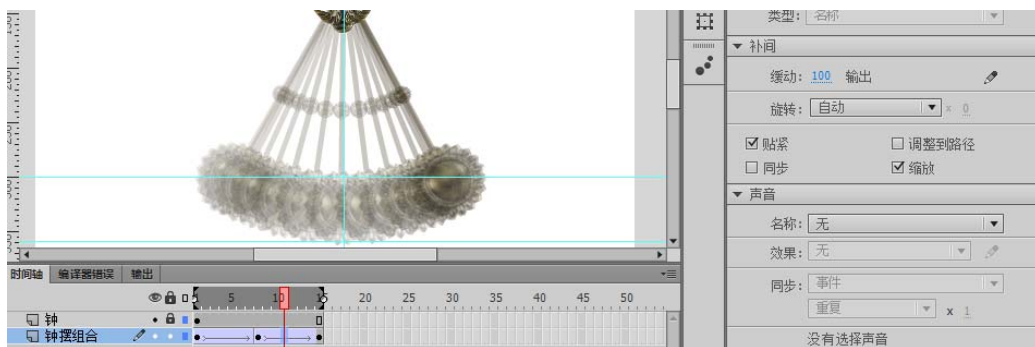 类型: 名称
补间
缓动: 100 输出
旋转: 自动 x 0
贴紧 调整到路径
同步 缩放
声音
名称: 无
效果: 无
同步: 事件
重复 x 1
没有选择声音
时间轴 编译器错误 输出
5 10 15 20 25 30 35 40 45 50
钟
钟摆组合